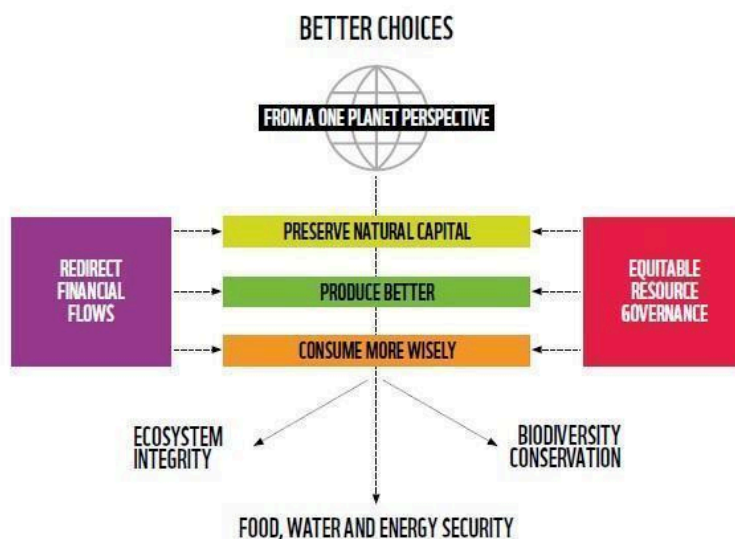 BETTER CHOICES
FROM A ONE PLANET PERSPECTIVE
PRESERVE NATURAL CAPITAL
REDIRECT
FINANCIAL
FLOWS
PRODUCE BETTER
EQUITABLE
RESOURCE
GOVERNANCE
CONSUME MORE WISELY
ECOSYSTEM
INTEGRITY
BIODIVERSITY
CONSERVATION
FOOD, WATER AND ENERGY SECURITY